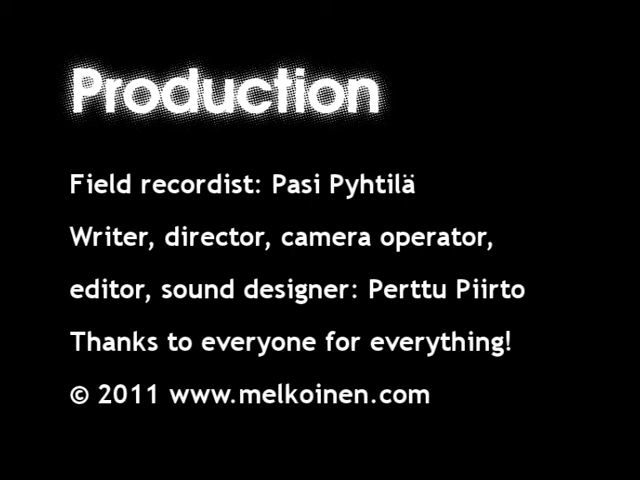 Production
Field recordist: Pasi Pyhtilä
Writer, director, camera operator,
editor, sound designer: Perttu Piirto
Thanks to everyone for everything!
© 2011 www.melkoinen.com